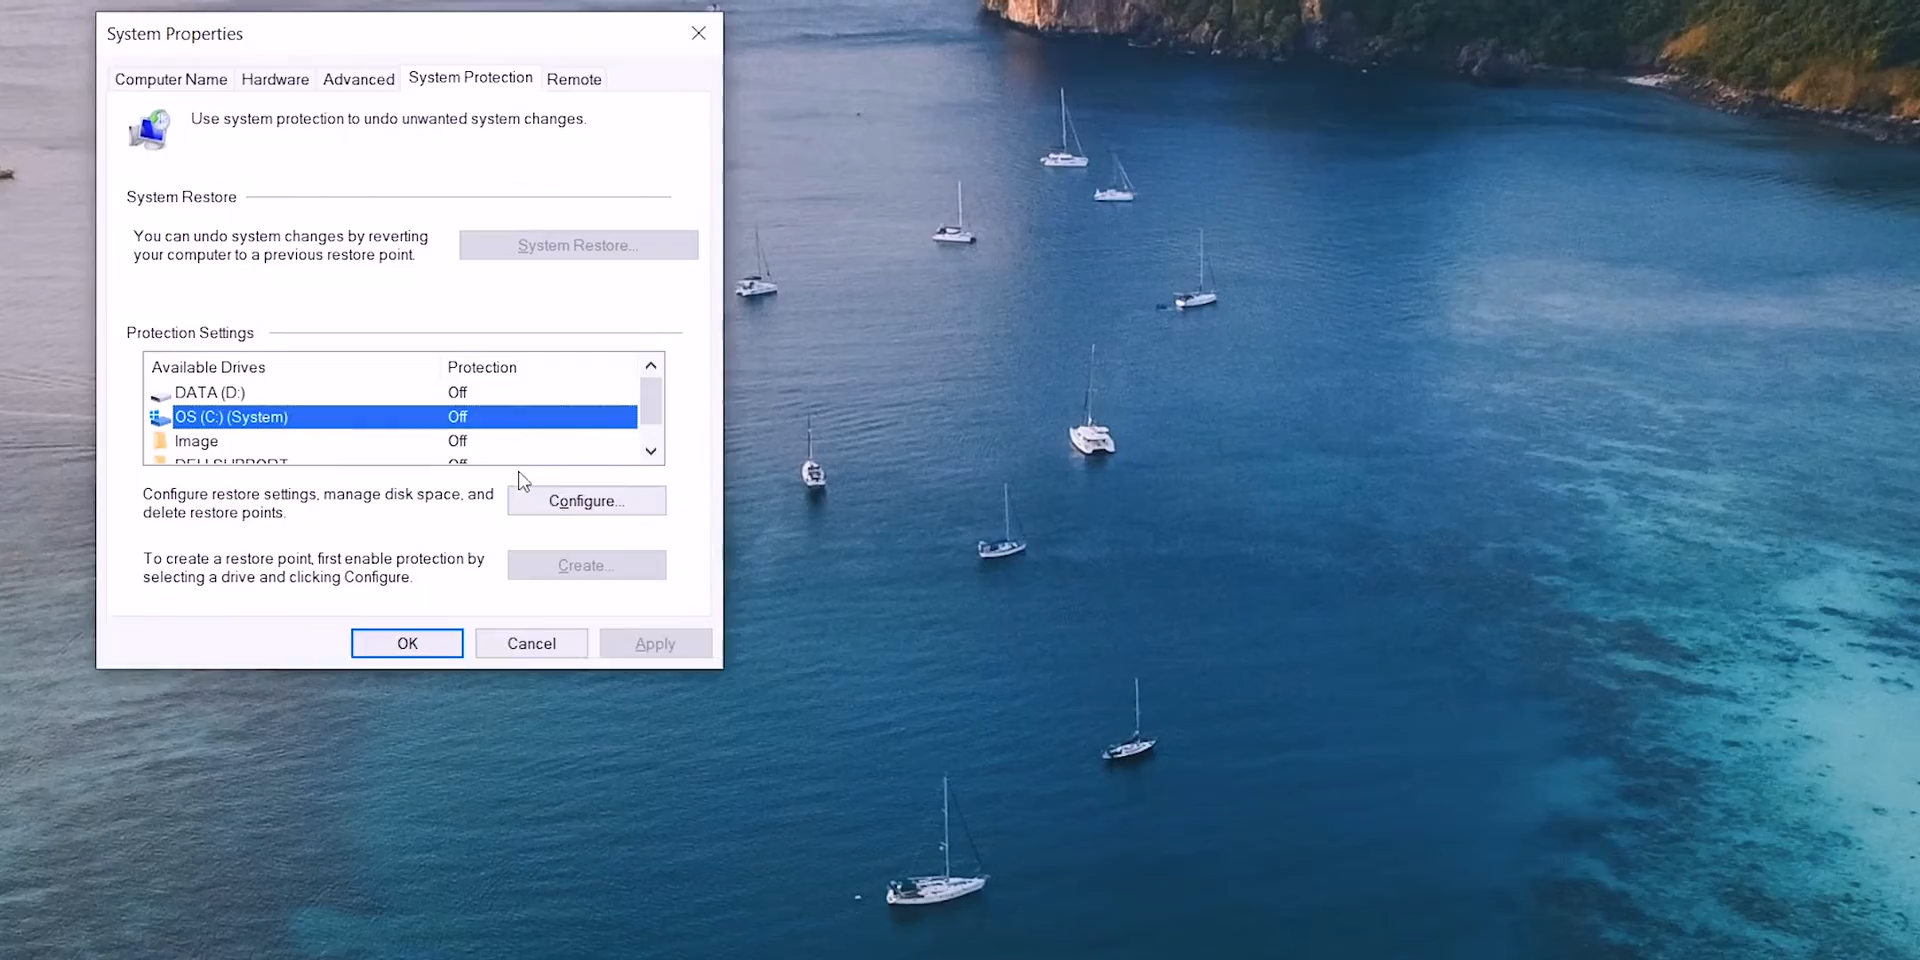 System Properties
Computer Name Hardware Advanced System Protection Remote
Use system protection to undo unwanted system changes.
System Restore
You can undo system changes by reverting
your computer to a previous restore point.
System Restore...
Protection Settings
Available Drives Protection
DATA (D:) Off
OS (C:) (System) Off
Image Off
DELLSUPPORT Off
Configure restore settings, manage disk space, and
delete restore points.
Configure...
To create a restore point, first enable protection by
selecting a drive and clicking Configure.
Create...
OK Cancel Apply